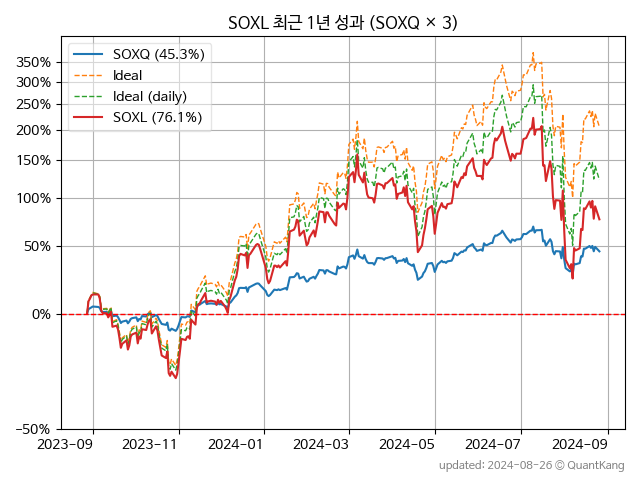 SOXL 최근 1년 성과 (SOXQ × 3)
SOXQ (45.3%)
Ideal
Ideal (daily)
SOXL (76.1%)
350%
300%
250%
200%
150%
100%
50%
0%
−50%
2023-09
2023-11
2024-01
2024-03
2024-05
2024-07
2024-09
updated: 2024-08-26 © QuantKang